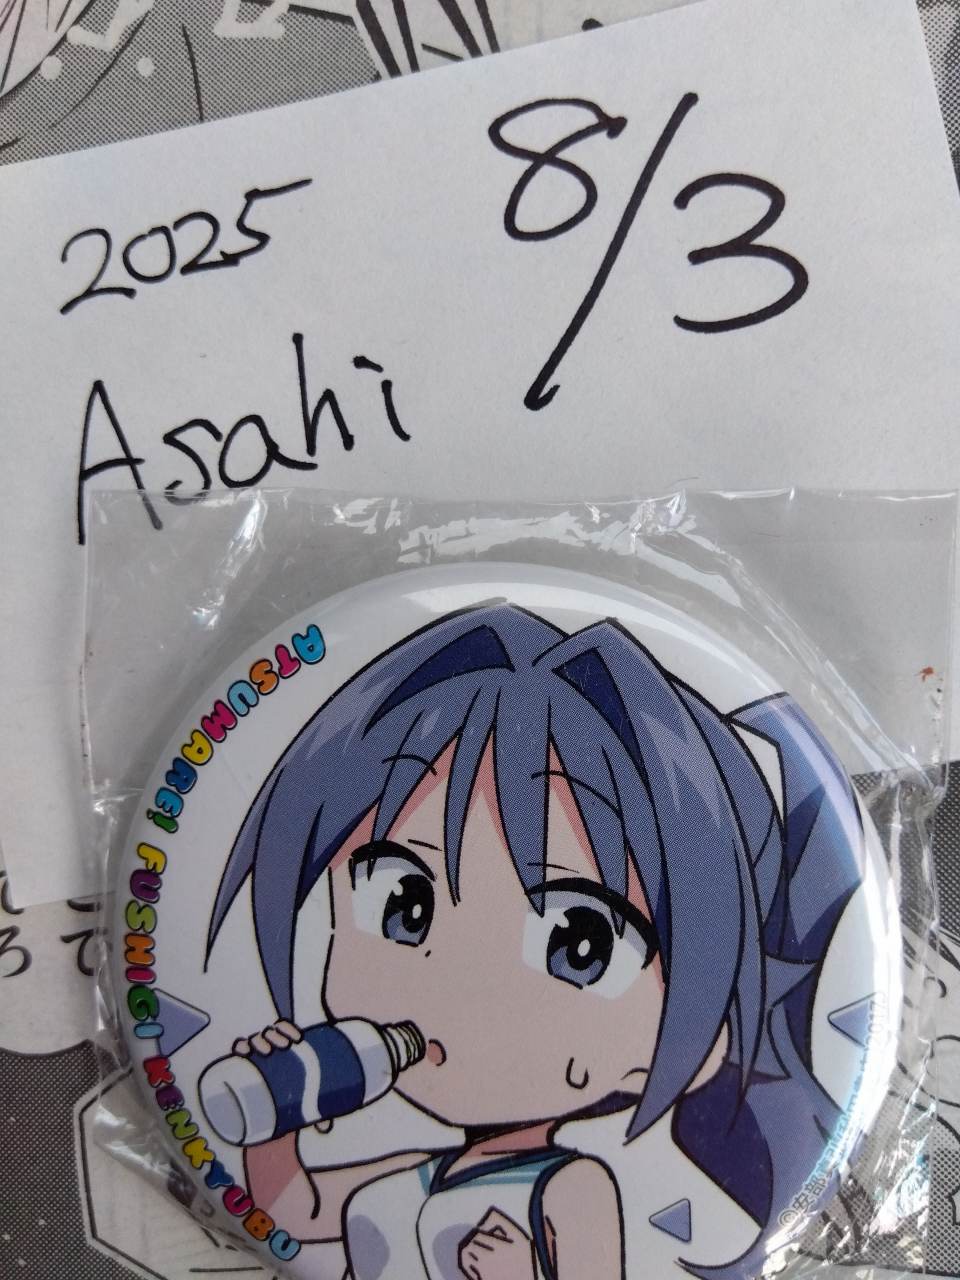 2025 8/3
Asahi
ATSUMARE! FUSHIGI KENKYUBU